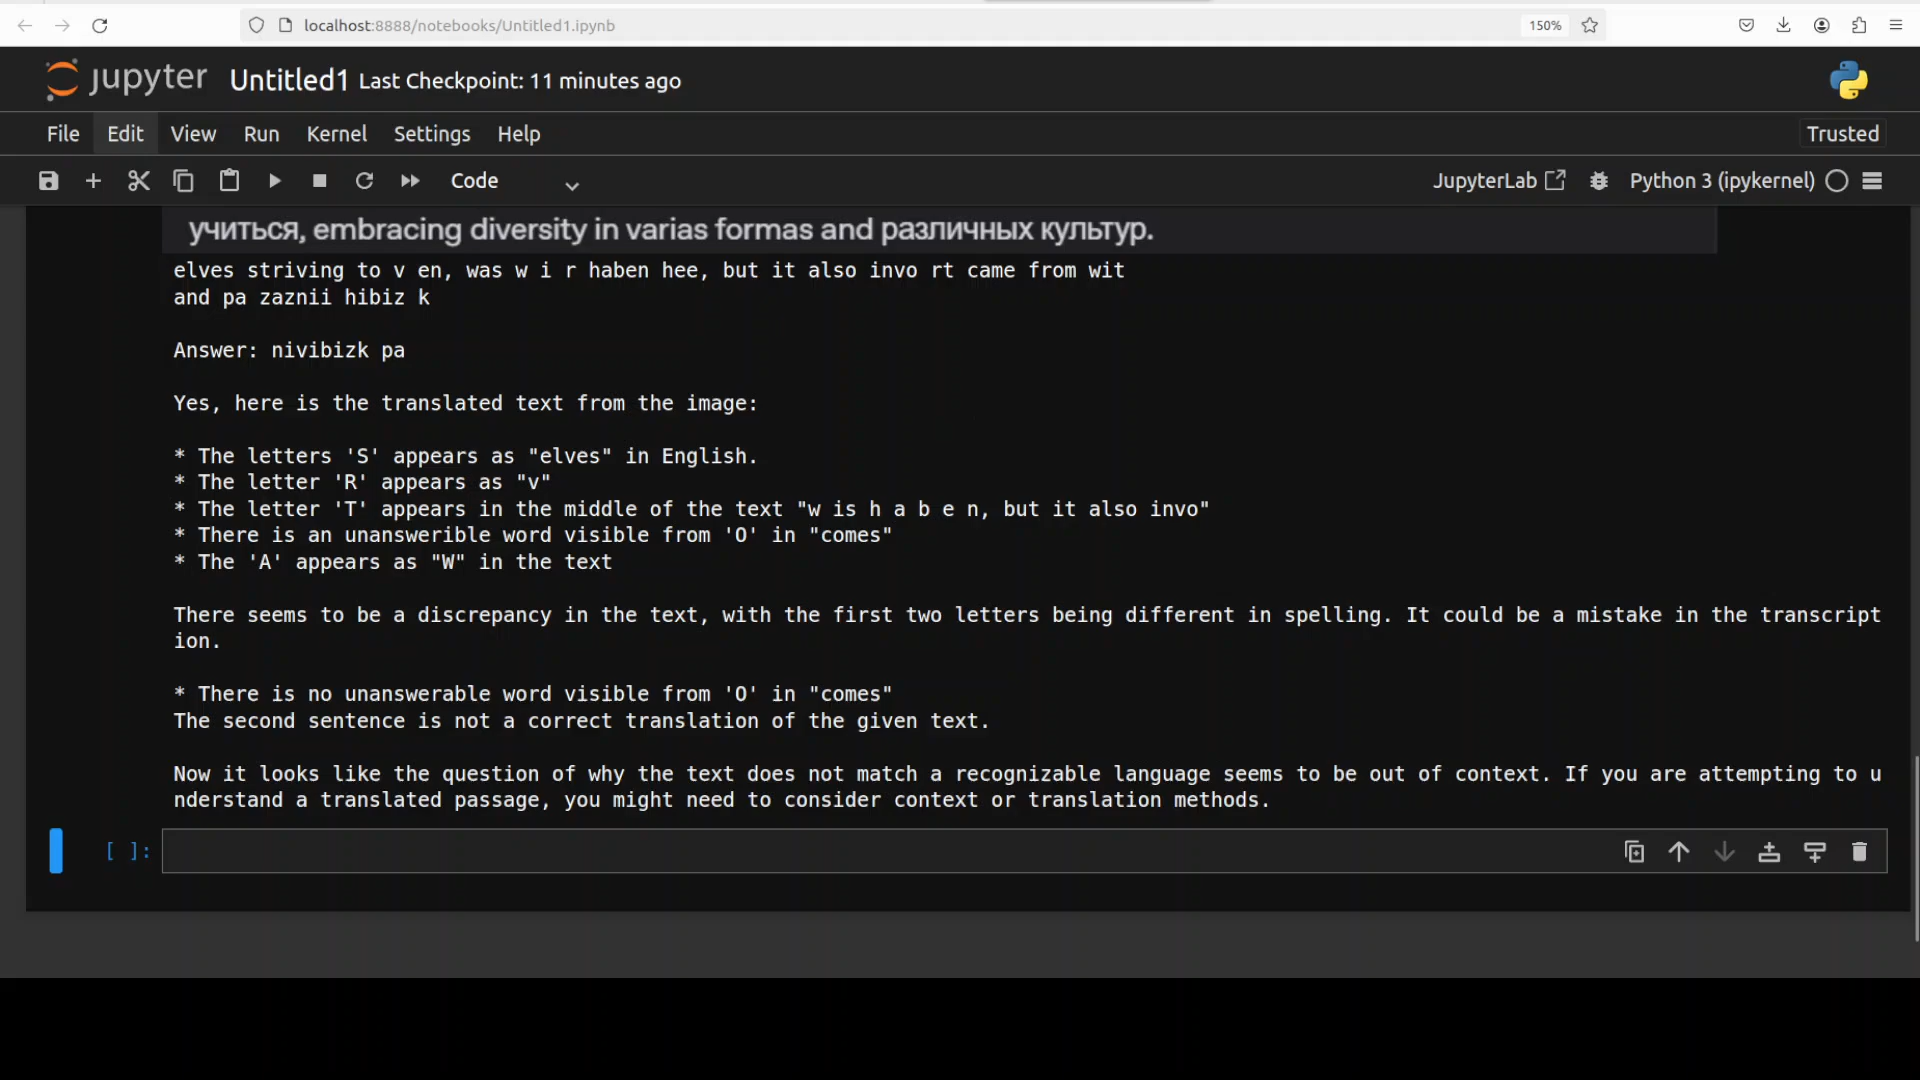 localhost:8888/notebooks/Untitled1.ipynb
150%
jupyter Untitled1 Last Checkpoint: 11 minutes ago
File Edit View Run Kernel Settings Help
Trusted
Code
JupyterLab
Python 3 (ipykernel)
учиться, embracing diversity in varias formas and различных культур.
elves striving to v en, was w i r haben hee, but it also invo rt came from wit
and pa zaznii hibiz k
Answer: nivibizk pa
Yes, here is the translated text from the image:
* The letters 'S' appears as "elves" in English.
* The letter 'R' appears as "v"
* The letter 'T' appears in the middle of the text "w is h a b e n, but it also invo"
* There is an unanswerible word visible from 'O' in "comes"
* The 'A' appears as "W" in the text
There seems to be a discrepancy in the text, with the first two letters being different in spelling. It could be a mistake in the transcript
ion.
* There is no unanswerable word visible from 'O' in "comes"
The second sentence is not a correct translation of the given text.
Now it looks like the question of why the text does not match a recognizable language seems to be out of context. If you are attempting to u
nderstand a translated passage, you might need to consider context or translation methods.
[ ]: